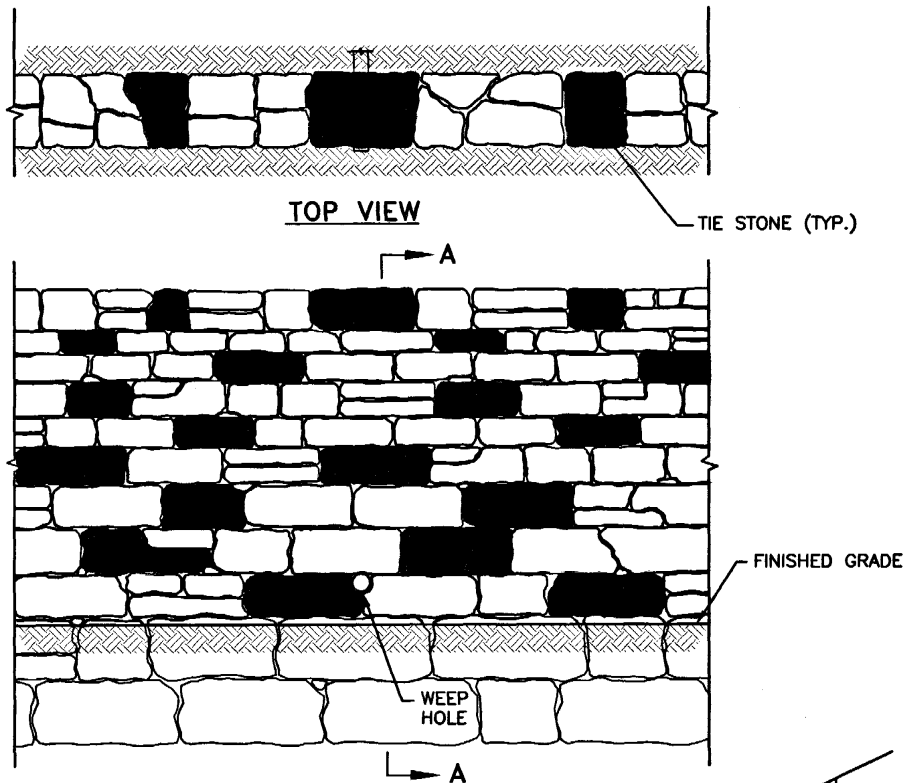 TOP VIEW
TIE STONE (TYP.)
A
FINISHED GRADE
WEEP
HOLE
A